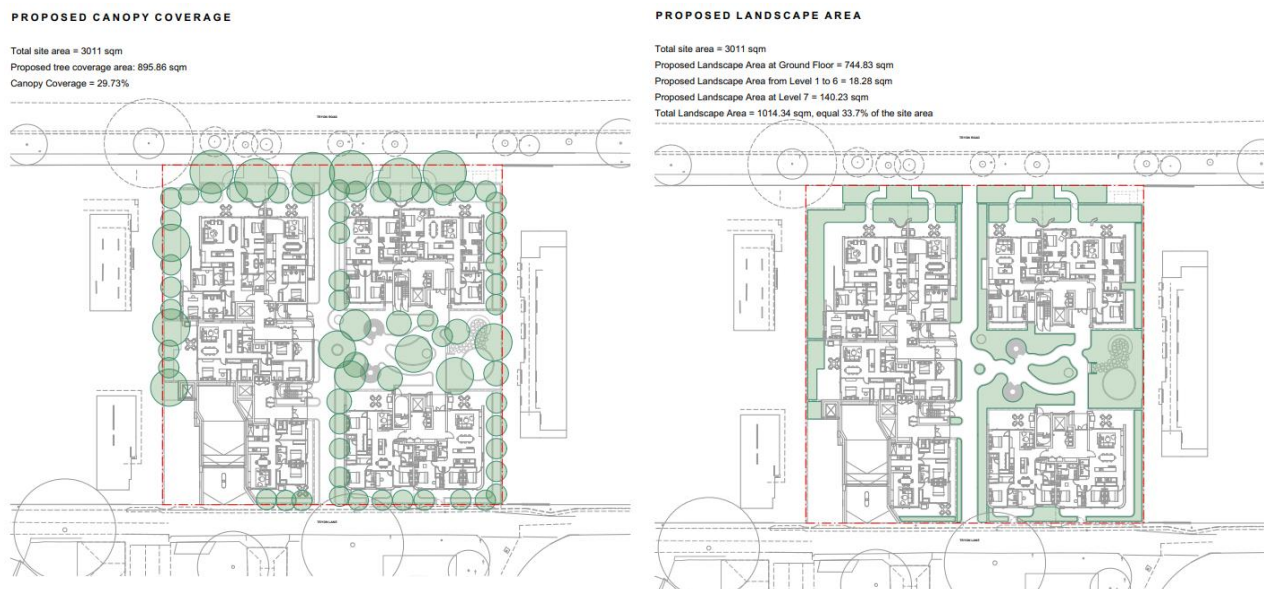 PROPOSED CANOPY COVERAGE
Total site area = 3011 sqm
Proposed tree coverage area: 895.86 sqm
Canopy Coverage = 29.73%
PROPOSED LANDSCAPE AREA
Total site area = 3011 sqm
Proposed Landscape Area at Ground Floor = 744.83 sqm
Proposed Landscape Area from Level 1 to 6 = 18.28 sqm
Proposed Landscape Area at Level 7 = 140.23 sqm
Total Landscape Area = 1014.34 sqm, equal 33.7% of the site area